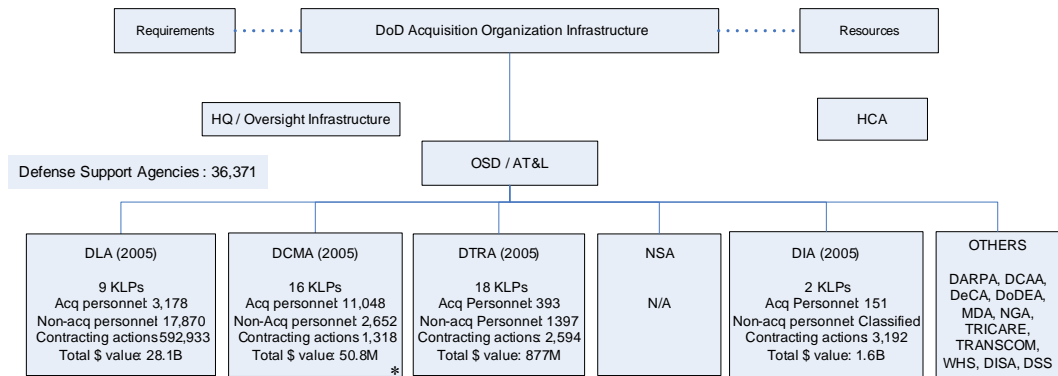 Requirements
DoD Acquisition Organization Infrastructure
Resources
HQ / Oversight Infrastructure
HCA
OSD / AT&L
Defense Support Agencies : 36,371
DLA (2005)
9 KLPs
Acq personnel: 3,178
Non-acq personnel: 17,870
Contracting actions: 592,933
Total $ value: 28.1B
DCMA (2005)
16 KLPs
Acq personnel: 11,048
Non-Acq personnel: 2,652
Contracting actions: 1,318
Total $ value: 50.8M
*
DTRA (2005)
18 KLPs
Acq Personnel: 393
Non-acq Personnel: 1397
Contracting actions: 2,594
Total $ value: 877M
NSA
N/A
DIA (2005)
2 KLPs
Acq Personnel: 151
Non-acq personnel: Classified
Contracting actions: 3,192
Total $ value: 1.6B
OTHERS
DARPA, DCAA,
DeCA, DoDEA,
MDA, NGA,
TRICARE,
TRANSCOM,
WHS, DISA, DSS